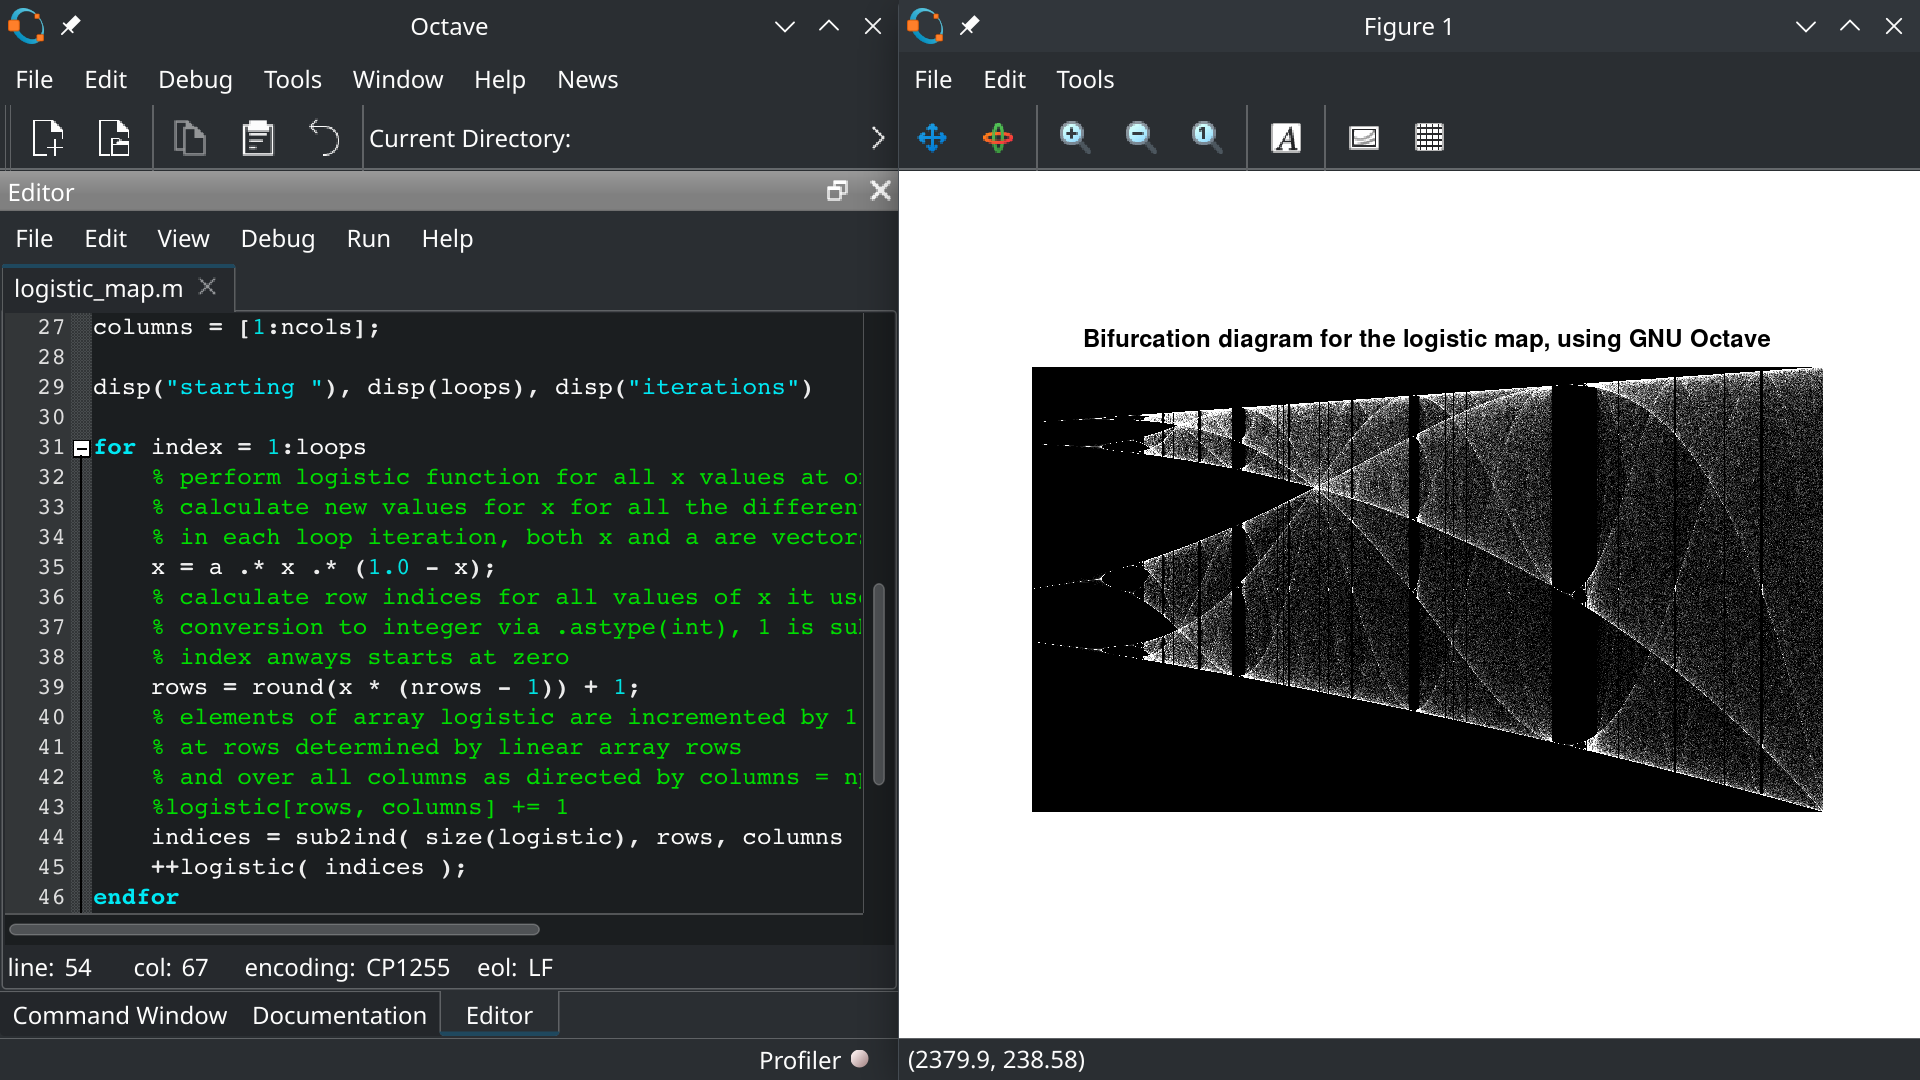 Octave
File Edit Debug Tools Window Help News
Current Directory:
Editor
File Edit View Debug Run Help
logistic_map.m
27 columns = [1:ncols];
28
29 disp("starting "), disp(loops), disp("iterations")
30
31 for index = 1:loops
32 % perform logistic function for all x values at
33 % calculate new values for x for all the differen
34 % in each loop iteration, both x and a are vector
35 x = a .* x .* (1.0 - x);
36 % calculate row indices for all values of x it us
37 % conversion to integer via .astype(int), 1 is su
38 % index anways starts at zero
39 rows = round(x * (nrows - 1)) + 1;
40 % elements of array logistic are incremented by 1
41 % at rows determined by linear array rows
42 % and over all columns as directed by columns = n
43 %logistic[rows, columns] += 1
44 indices = sub2ind( size(logistic), rows, columns
45 ++logistic( indices );
46 endfor
line: 54 col: 67 encoding: CP1255 eol: LF
Command Window Documentation Editor
Profiler
Figure 1
File Edit Tools
Bifurcation diagram for the logistic map, using GNU Octave
(2379.9, 238.58)